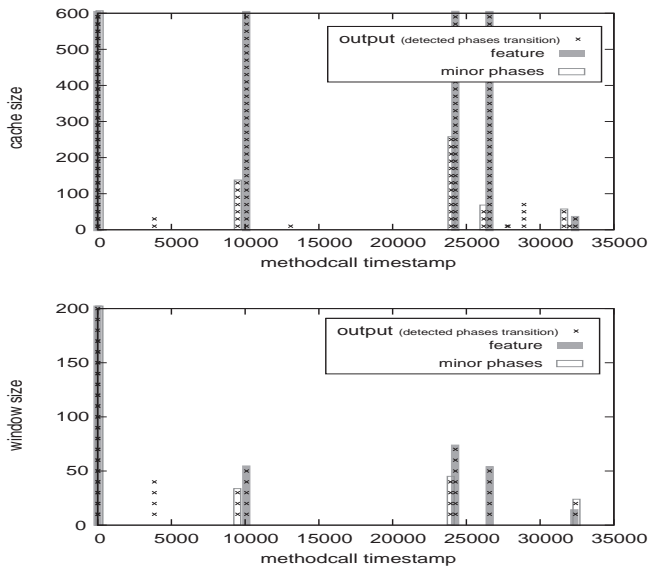 600
500
400
300
200
100
0
cache size
output (detected phases transition)
feature
minor phases
0 5000 10000 15000 20000 25000 30000 35000
methodcall timestamp
200
150
100
50
0
window size
output (detected phases transition)
feature
minor phases
0 5000 10000 15000 20000 25000 30000 35000
methodcall timestamp